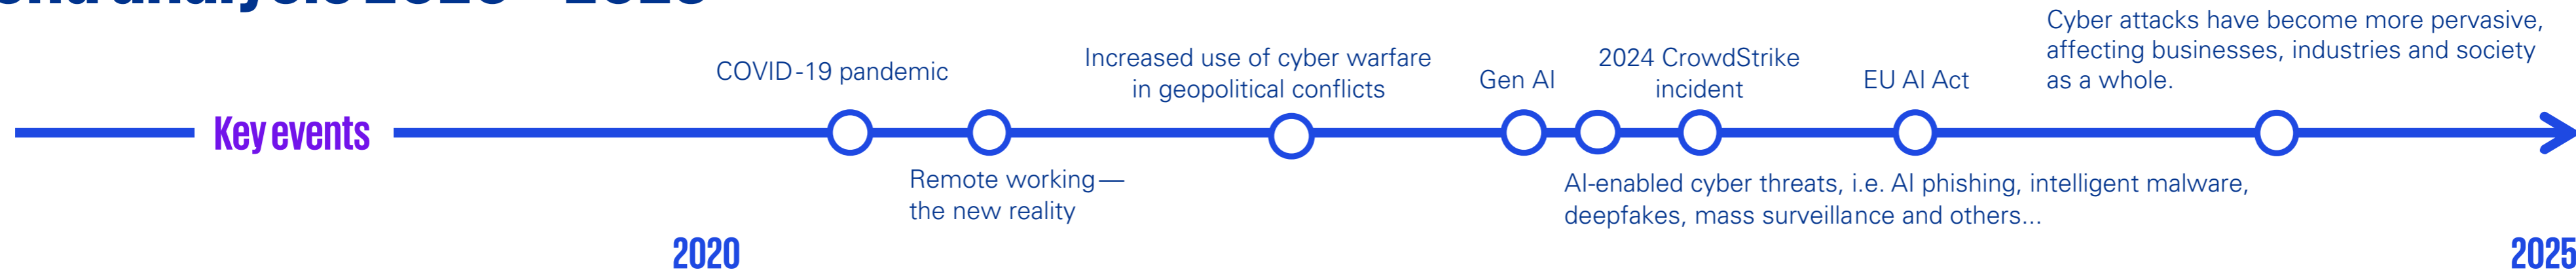 COVID-19 pandemic
Increased use of cyber warfare
in geopolitical conflicts
Gen AI
2024 CrowdStrike
incident
EU AI Act
Cyber attacks have become more pervasive,
affecting businesses, industries and society
as a whole.
Key events
Remote working—
the new reality
AI-enabled cyber threats, i.e. AI phishing, intelligent malware,
deepfakes, mass surveillance and others...
2020
2025